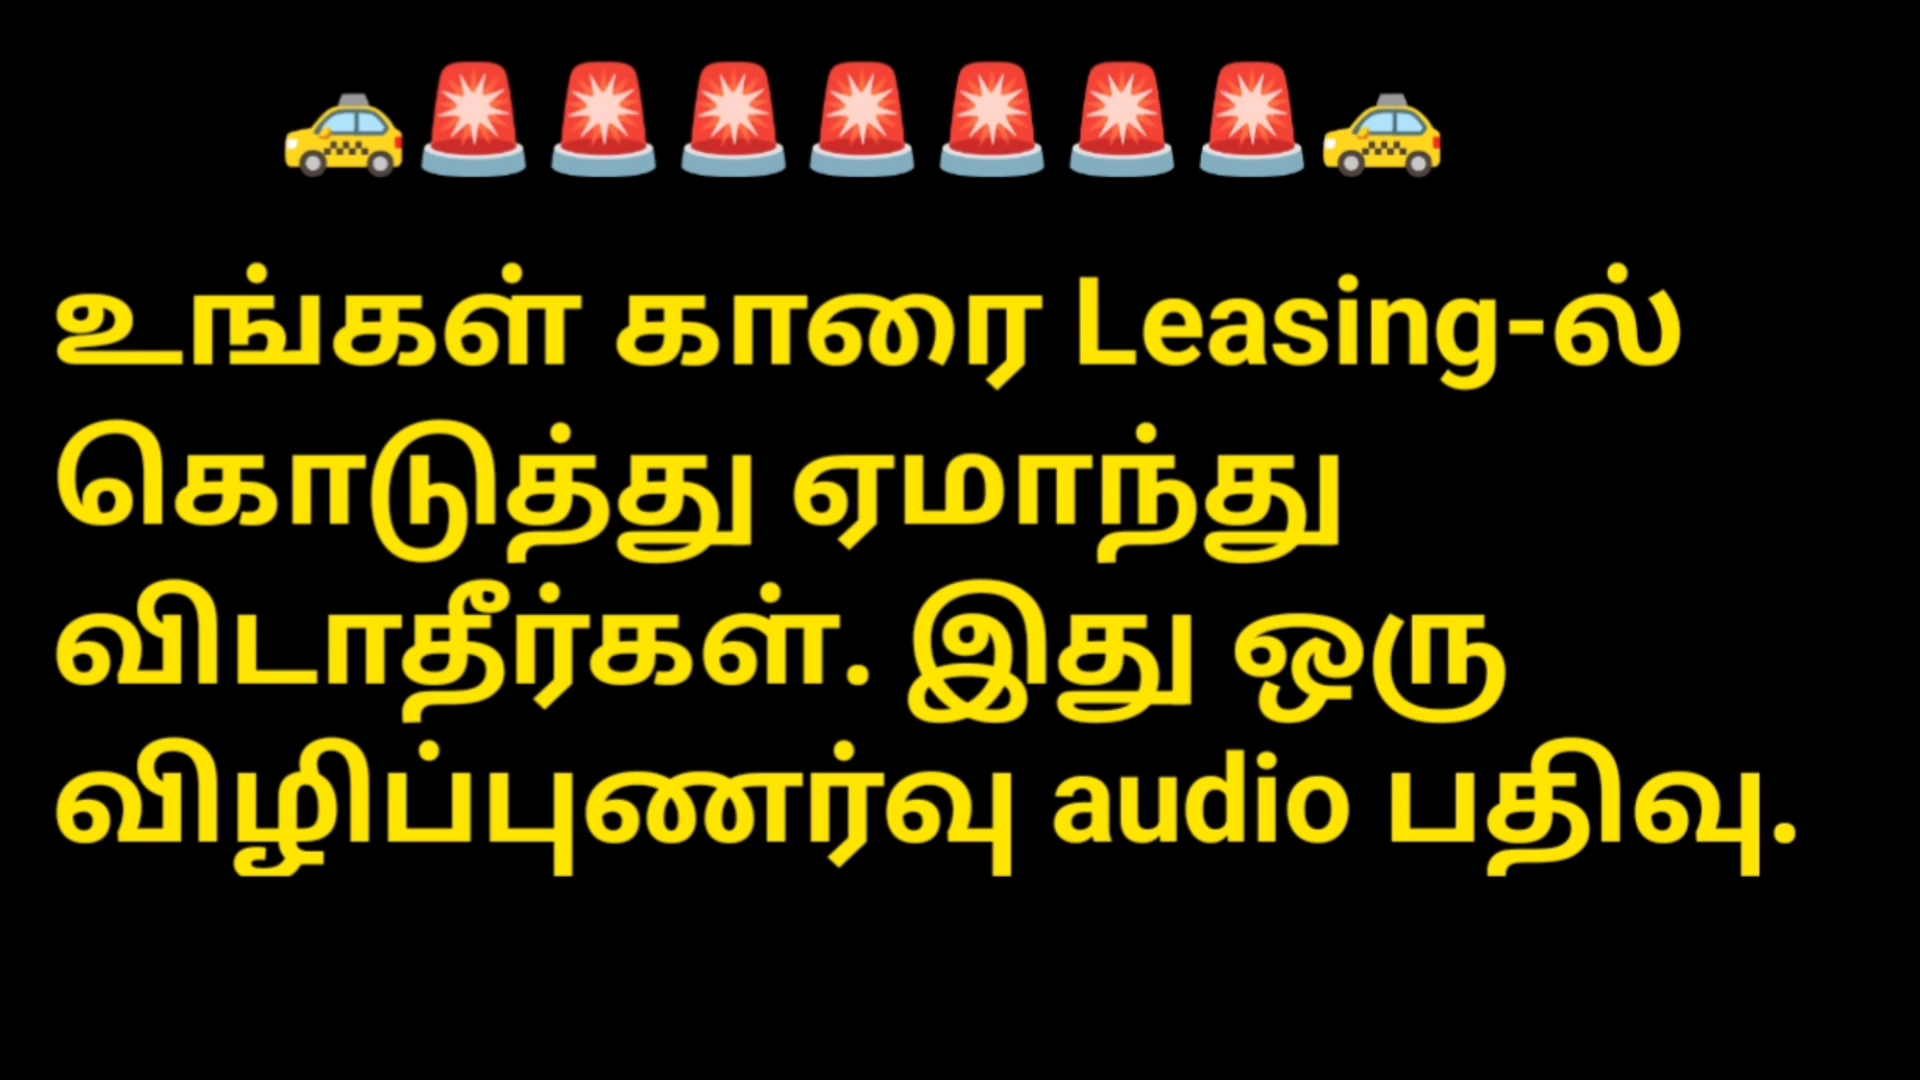 🚕🚨🚨🚨🚨🚨🚨🚨🚕
உங்கள் காரை Leasing-ல்
கொடுத்து ஏமாந்து
விடாதீர்கள். இது ஒரு
விழிப்புணர்வு audio பதிவு.